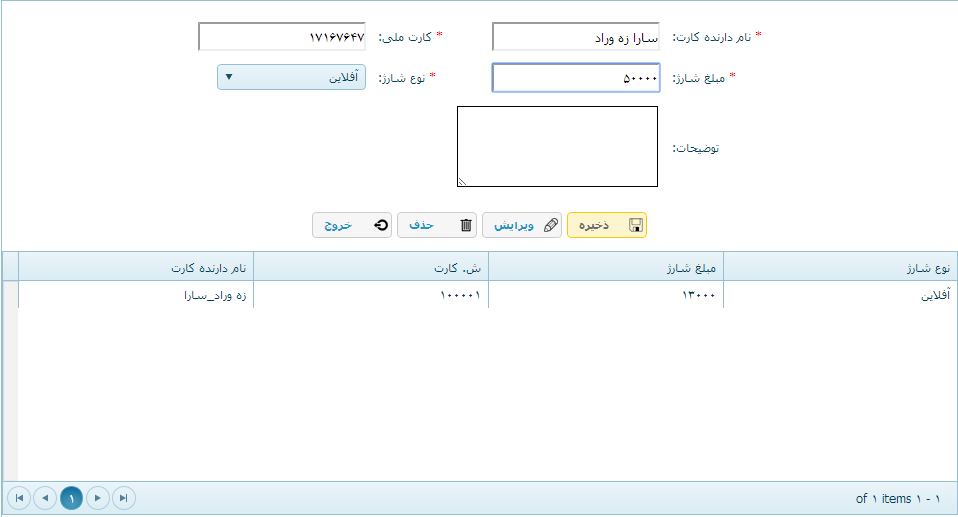 * نام دارنده کارت: سارا زه وراد * کارت ملی: ۱۷۱۶۷۶۴۷
* مبلغ شارژ: ۵۰۰۰۰ * نوع شارژ: آفلاین
توضیحات:
ذخیره ویرایش حذف خروج
نوع شارژ مبلغ شارژ ش. کارت نام دارنده کارت
آفلاین ۱۳۰۰۰ ۱۰۰۰۰۱ زه وراد_سارا
۱ of ۱ items ۱ - ۱